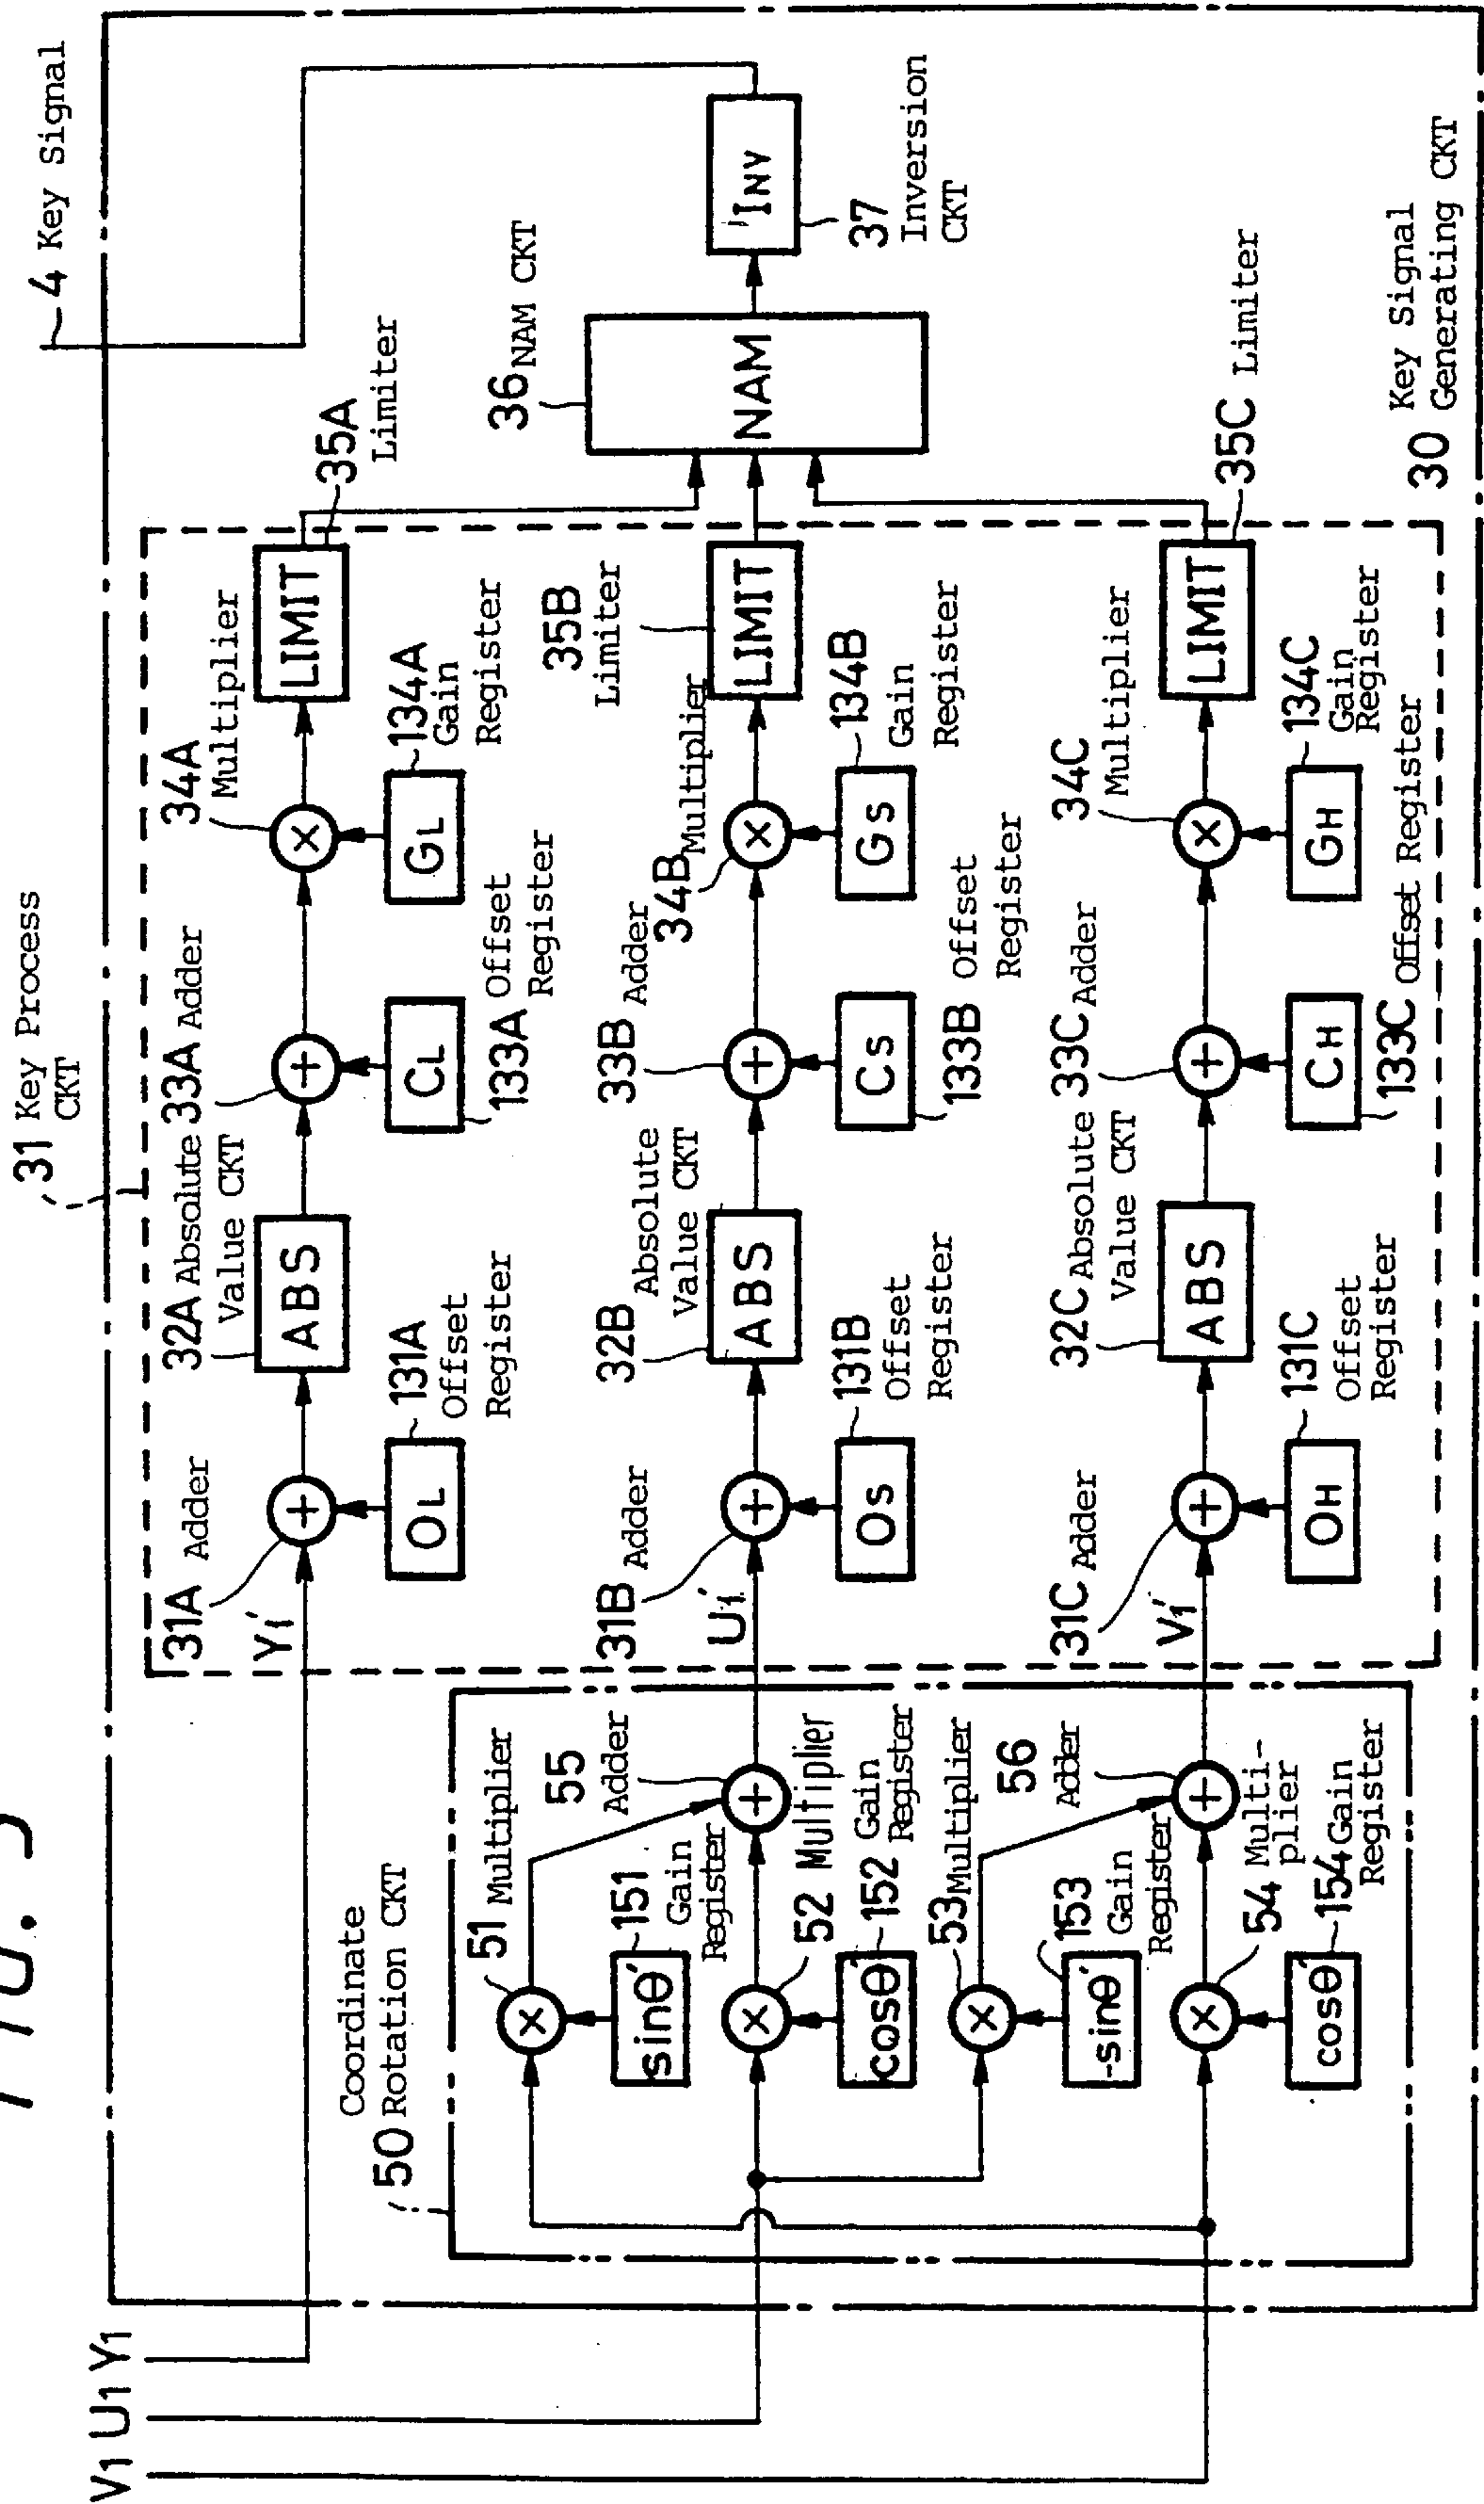 V1 U1 Y1
31 Key Process
CKT
4 Key Signal
Coordinate
50 Rotation CKT
51 Multiplier
sinθ′
151
Gain
Register
55
Adder
52 Multiplier
cosθ′
152 Gain
Register
53 Multiplier
-sinθ′
153
Gain
Register
56
Adder
54 Multi-
plier
cosθ′
154 Gain
Register
31A Adder
Y1′
OL
131A
Offset
Register
32A Absolute
Value CKT
ABS
33A Adder
CL
133A
Offset
Register
34A
Multiplier
GL
134A
Gain
Register
LIMIT
35A
Limiter
31B Adder
U1′
OS
131B
Offset
Register
32B
Absolute
Value CKT
ABS
33B Adder
CS
133B
Offset
Register
34B
Multiplier
GS
134B
Gain
Register
35B
Limiter
LIMIT
31C Adder
V1′
OH
131C
Offset
Register
32C Absolute
Value CKT
ABS
33C Adder
CH
133C Offset Register
34C
Multiplier
GH
134C
Gain
Register
LIMIT
35C Limiter
36 NAM CKT
NAM
INV
37
Inversion
CKT
30 Key Signal
Generating CKT